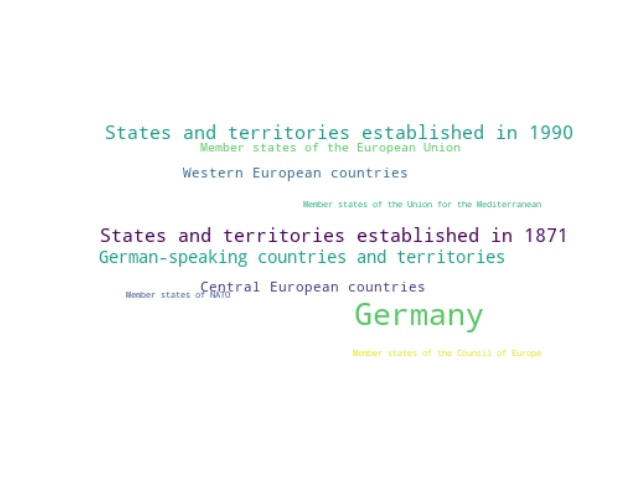 States and territories established in 1990
Member states of the European Union
Western European countries
Member states of the Union for the Mediterranean
States and territories established in 1871
German-speaking countries and territories
Central European countries
Member states of NATO
Germany
Member states of the Council of Europe